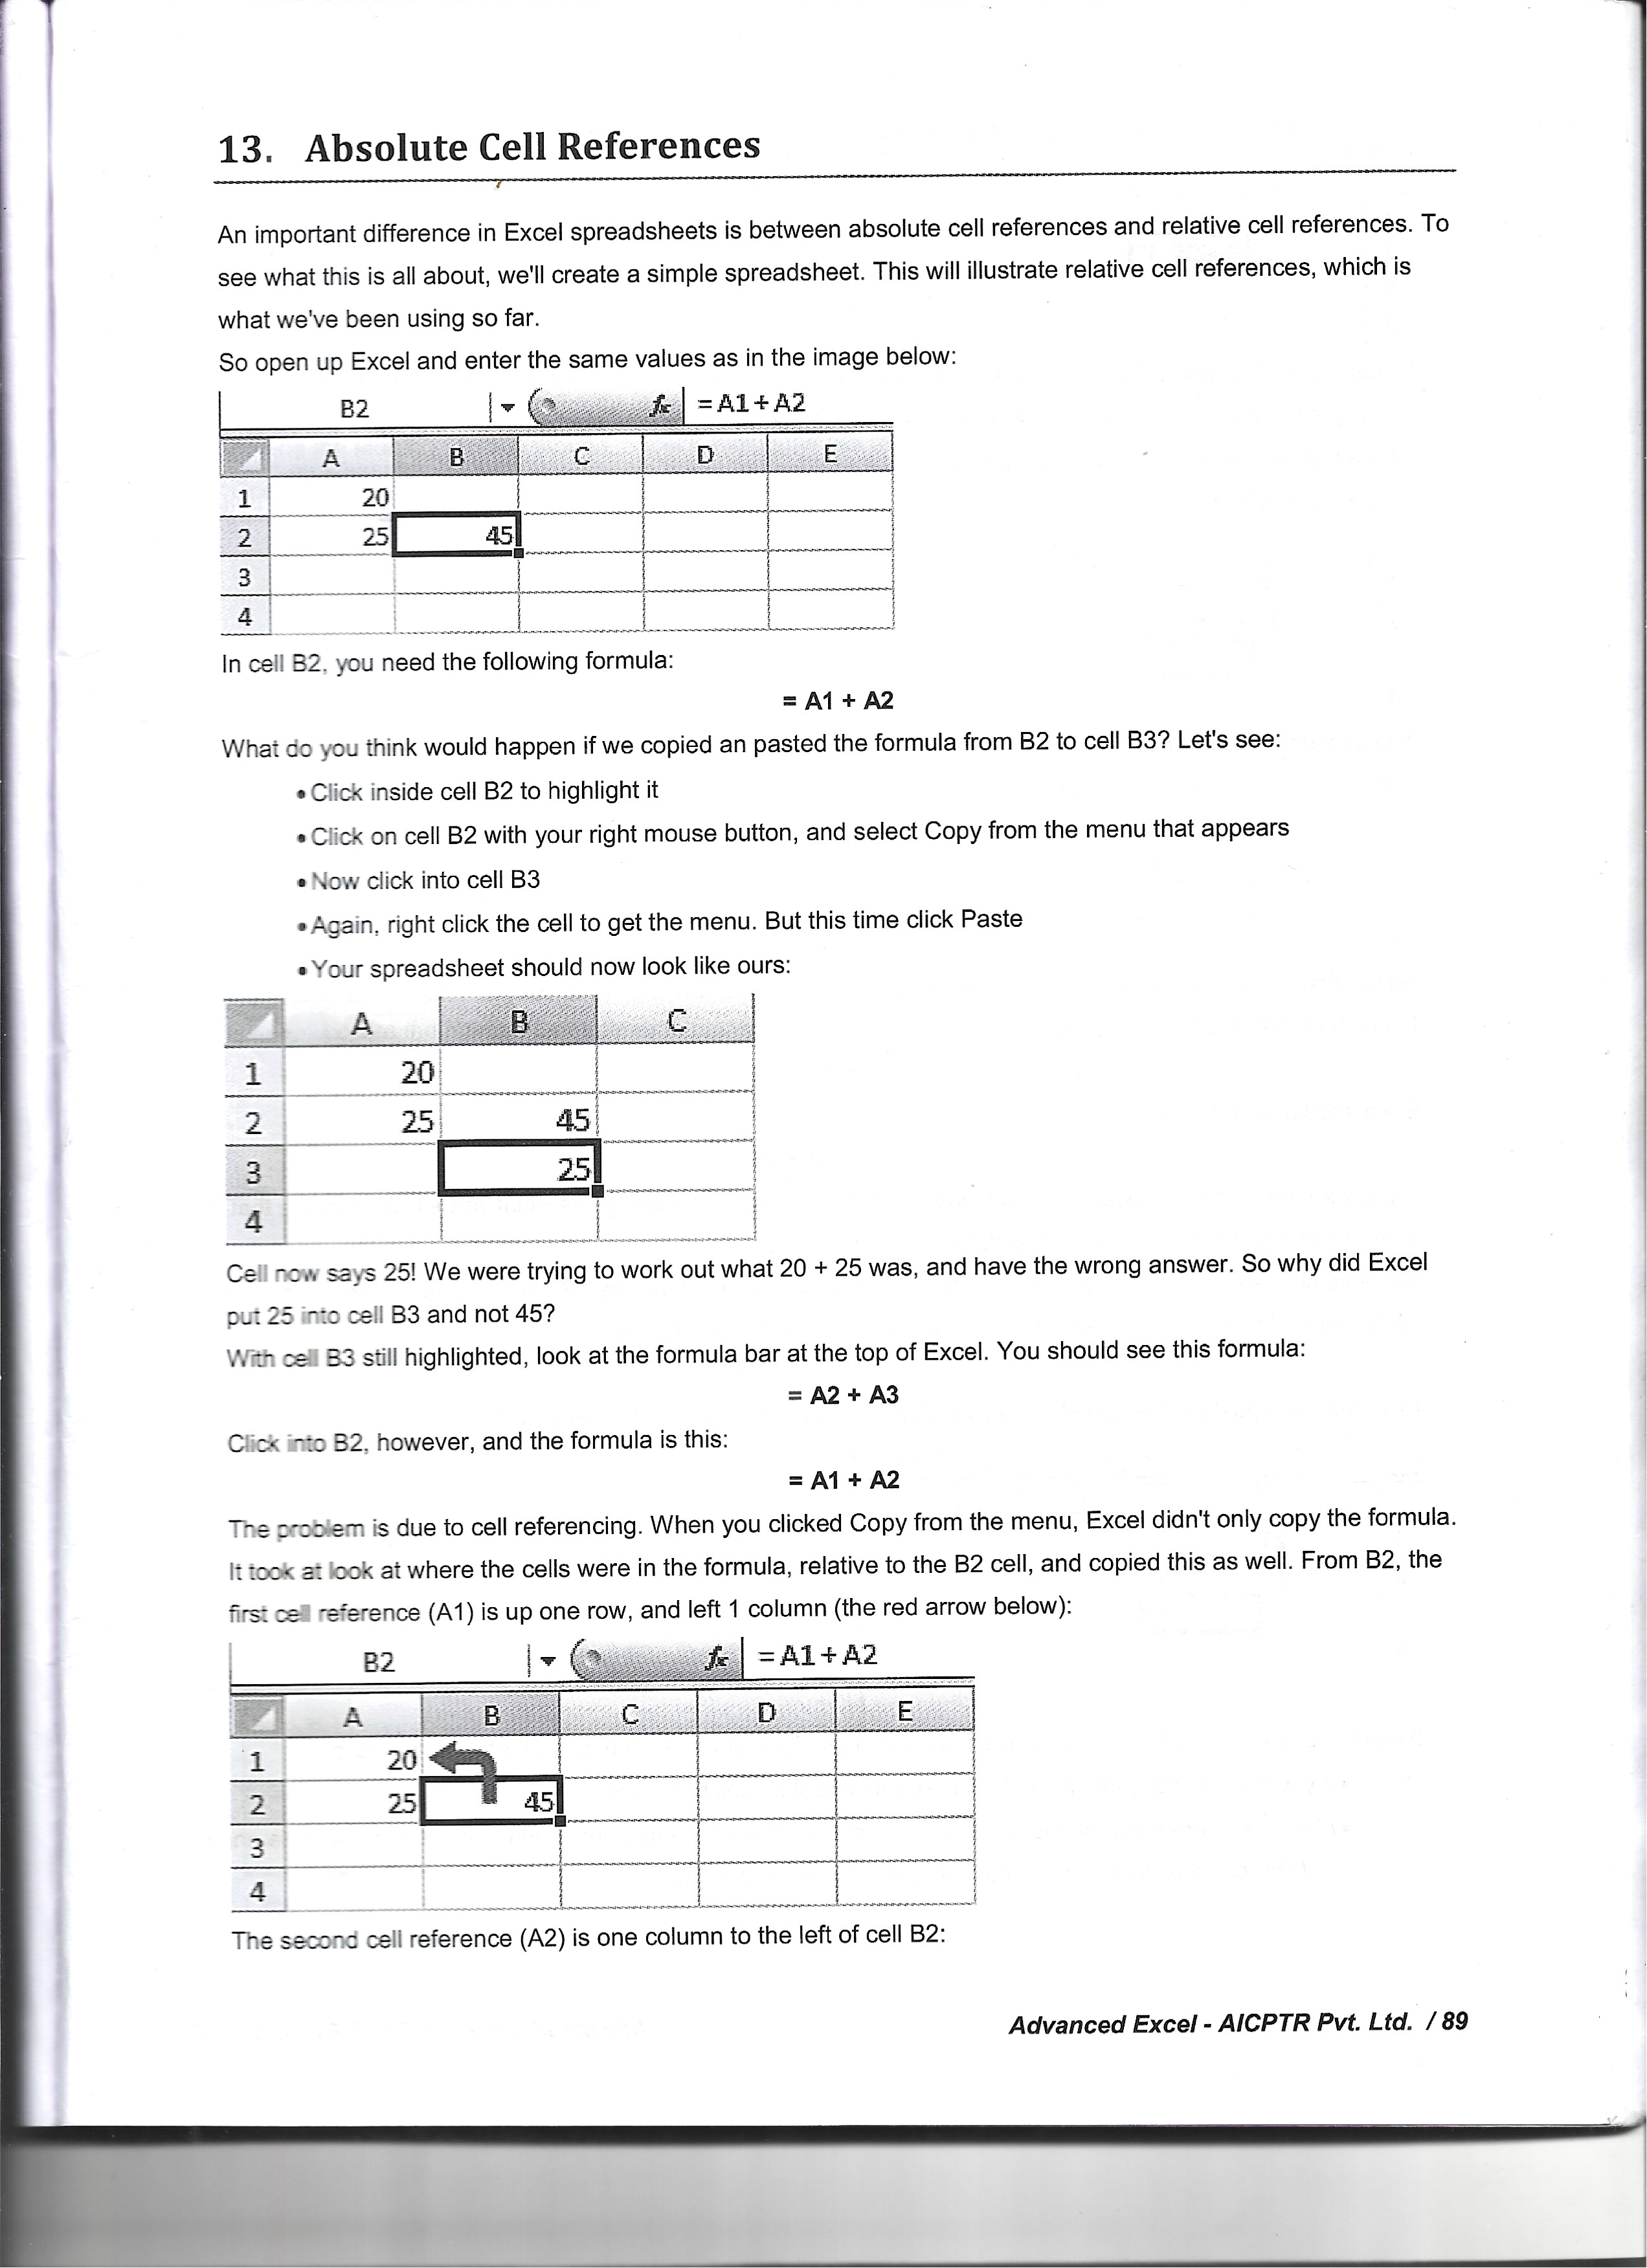 13. Absolute Cell References
An important difference in Excel spreadsheets is between absolute cell references and relative cell references. To
see what this is all about, we'll create a simple spreadsheet. This will illustrate relative cell references, which is
what we've been using so far.
So open up Excel and enter the same values as in the image below:
B2 fx =A1+A2
A B C D E
1 20
2 25 45
3
4
In cell B2, you need the following formula:
= A1 + A2
What do you think would happen if we copied an pasted the formula from B2 to cell B3? Let's see:
• Click inside cell B2 to highlight it
• Click on cell B2 with your right mouse button, and select Copy from the menu that appears
• Now click into cell B3
• Again, right click the cell to get the menu. But this time click Paste
• Your spreadsheet should now look like ours:
A B C
1 20
2 25 45
3 25
4
Cell now says 25! We were trying to work out what 20 + 25 was, and have the wrong answer. So why did Excel
put 25 into cell B3 and not 45?
With cell B3 still highlighted, look at the formula bar at the top of Excel. You should see this formula:
= A2 + A3
Click into B2, however, and the formula is this:
= A1 + A2
The problem is due to cell referencing. When you clicked Copy from the menu, Excel didn't only copy the formula.
It took at look at where the cells were in the formula, relative to the B2 cell, and copied this as well. From B2, the
first cell reference (A1) is up one row, and left 1 column (the red arrow below):
B2 fx =A1+A2
A B C D E
1 20
2 25 45
3
4
The second cell reference (A2) is one column to the left of cell B2:
Advanced Excel - AICPTR Pvt. Ltd. / 89